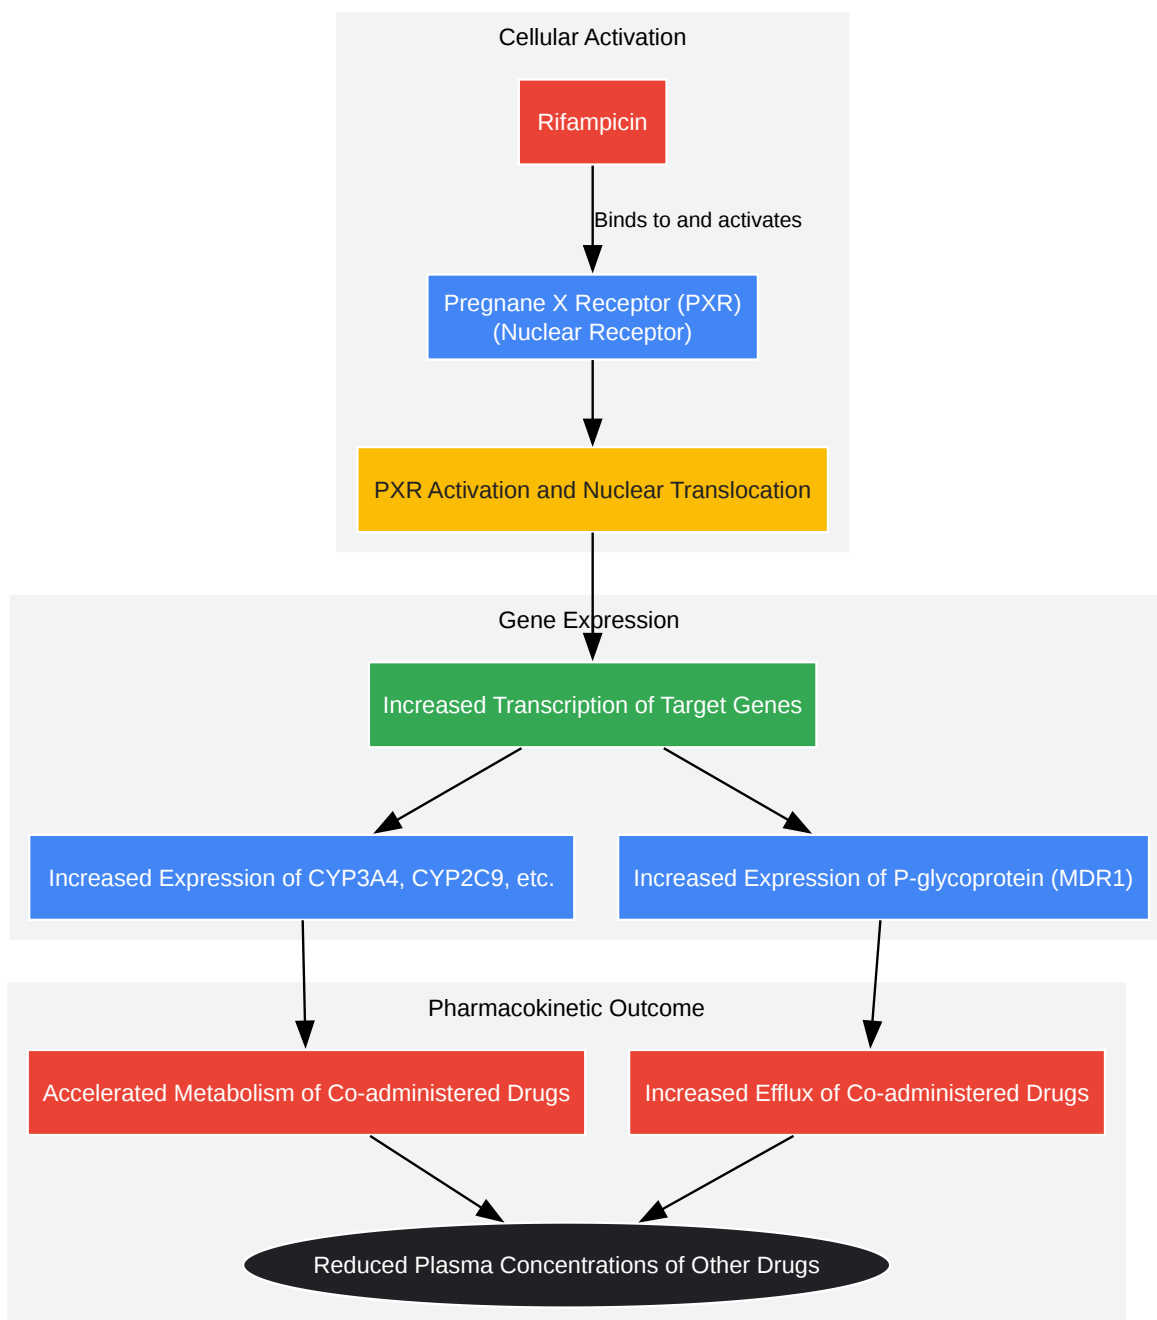 Cellular Activation
Rifampicin
Binds to and activates
Pregnane X Receptor (PXR)
(Nuclear Receptor)
PXR Activation and Nuclear Translocation
Gene Expression
Increased Transcription of Target Genes
Increased Expression of CYP3A4, CYP2C9, etc.
Increased Expression of P-glycoprotein (MDR1)
Pharmacokinetic Outcome
Accelerated Metabolism of Co-administered Drugs
Increased Efflux of Co-administered Drugs
Reduced Plasma Concentrations of Other Drugs